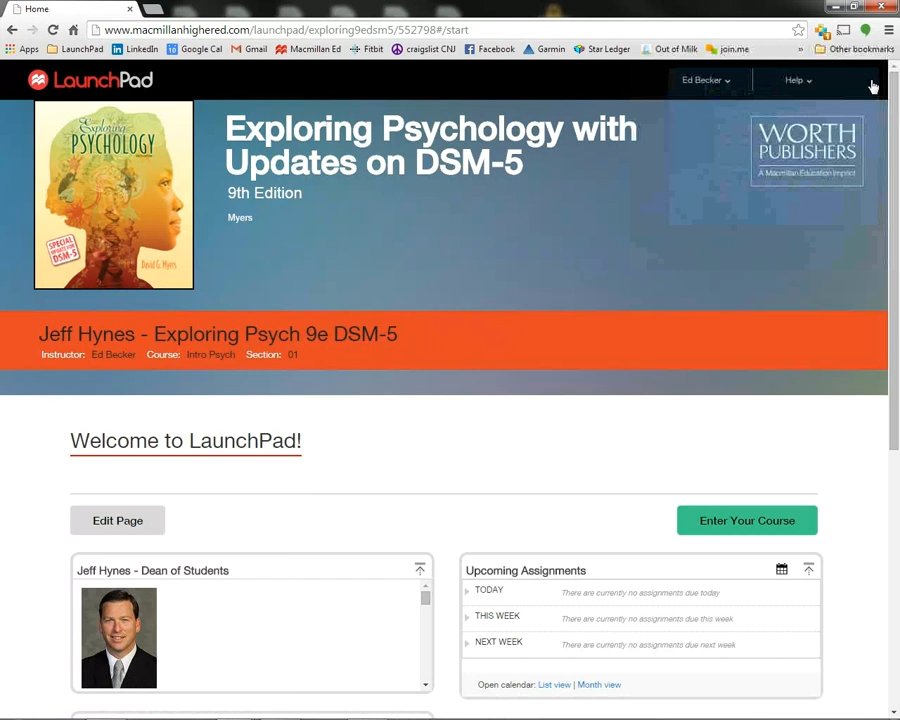 Home
www.macmillanhighered.com/launchpad/exploring9edsm5/552798#/start
Apps LaunchPad LinkedIn Google Cal Gmail Macmillan Ed Fitbit craigslist CNJ Facebook Garmin Star Ledger Out of Milk join.me » Other bookmarks
LaunchPad Ed Becker Help
Exploring
PSYCHOLOGY
SPECIAL
UPDATE FOR
DSM-5
David G. Myers
Exploring Psychology with
Updates on DSM-5
9th Edition
Myers
WORTH
PUBLISHERS
A Macmillan Education Imprint
Jeff Hynes - Exploring Psych 9e DSM-5
Instructor: Ed Becker Course: Intro Psych Section: 01
Welcome to LaunchPad!
Edit Page Enter Your Course
Jeff Hynes - Dean of Students
Upcoming Assignments
TODAY There are currently no assignments due today
THIS WEEK There are currently no assignments due this week
NEXT WEEK There are currently no assignments due next week
Open calendar: List view | Month view